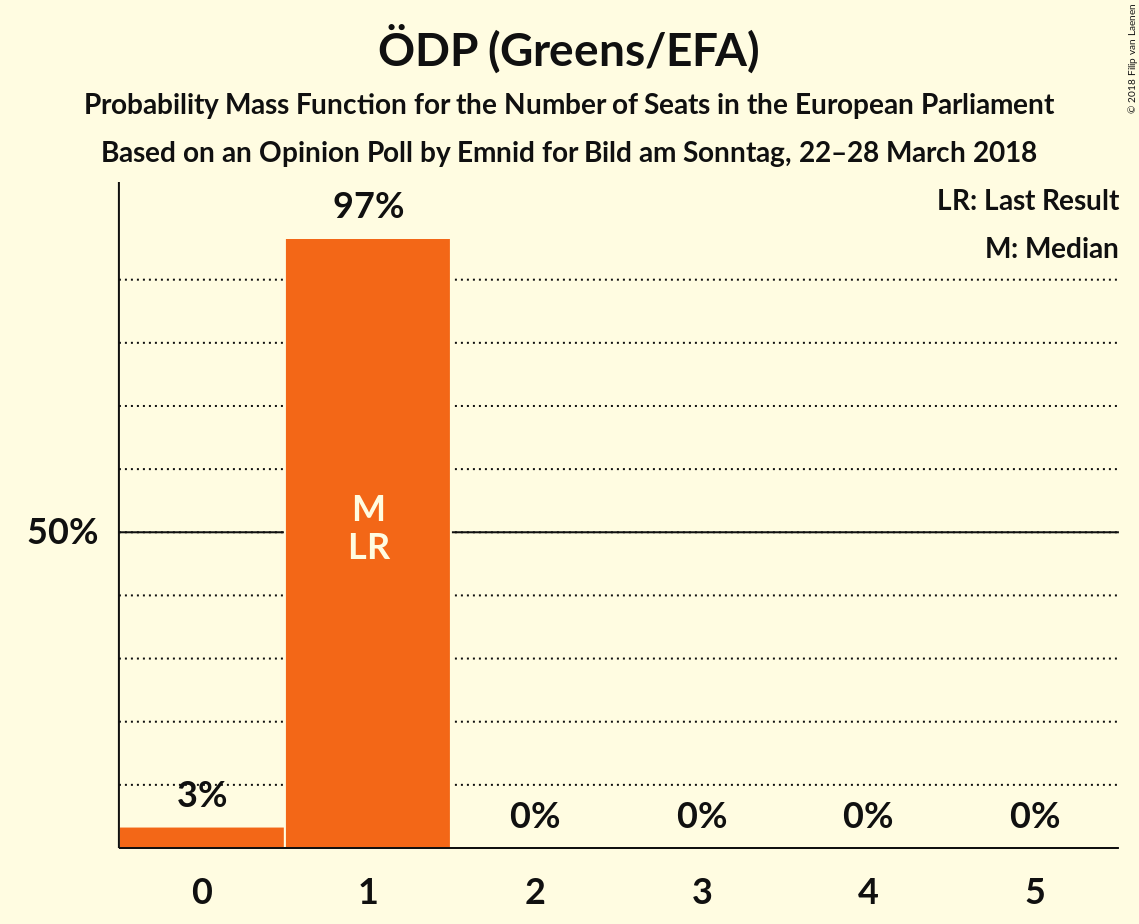 ÖDP (Greens/EFA)
Probability Mass Function for the Number of Seats in the European Parliament
Based on an Opinion Poll by Emnid for Bild am Sonntag, 22–28 March 2018
© 2018 Filip van Laenen
LR: Last Result
M: Median
97%
M
LR
50%
3%
0%
0%
0%
0%
0
1
2
3
4
5